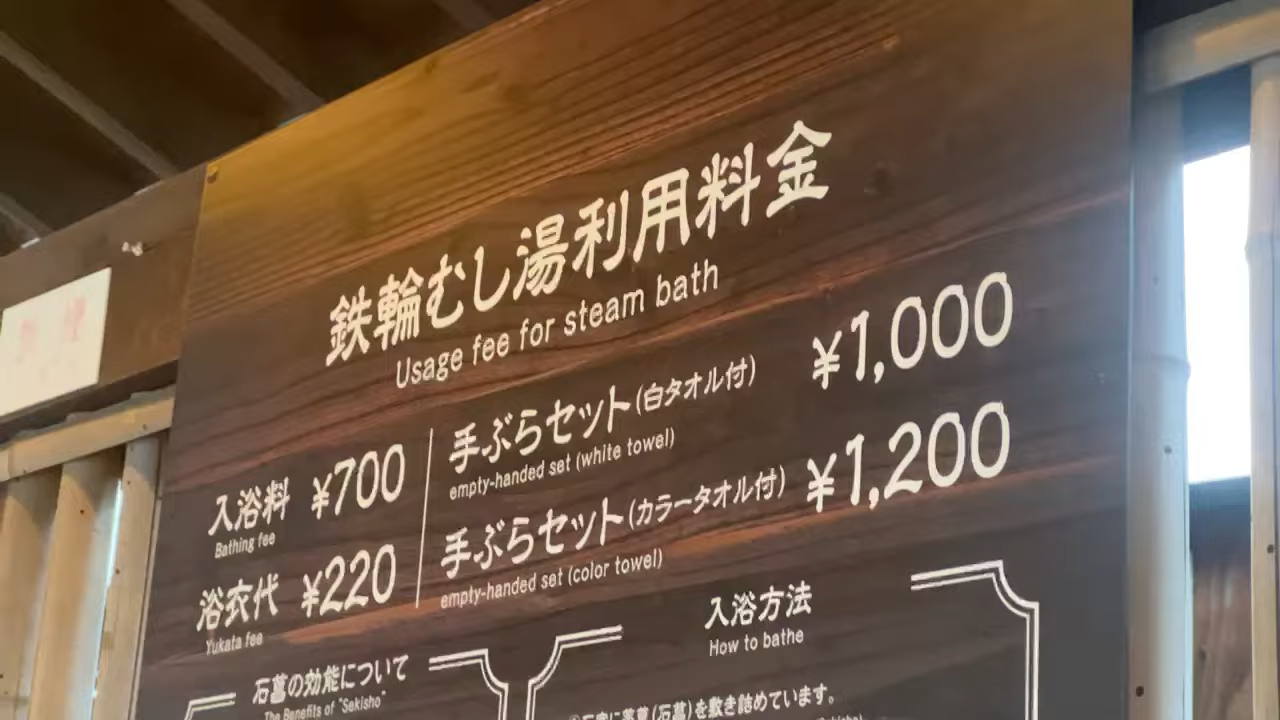 鉄輪むし湯利用料金
Usage fee for steam bath
入浴料 ¥700
Bathing fee
浴衣代 ¥220
Yukata fee
手ぶらセット(白タオル付) ¥1,000
empty-handed set (white towel)
手ぶらセット(カラータオル付) ¥1,200
empty-handed set (color towel)
石菖の効能について
The Benefits of "Sekisho"
入浴方法
How to bathe
(石菖)を敷き詰めています。